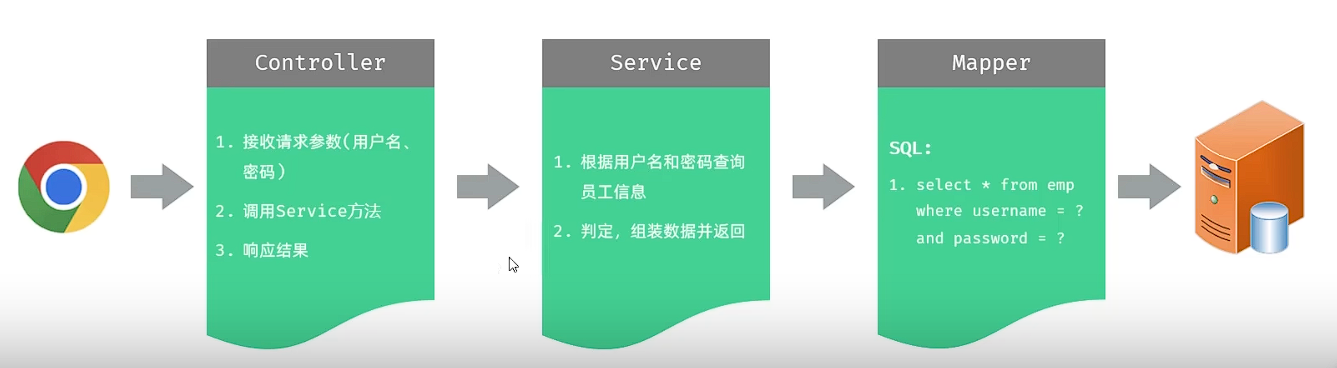 Controller
1. 接收请求参数(用户名、
密码)
2. 调用Service方法
3. 响应结果
Service
1. 根据用户名和密码查询
员工信息
2. 判定，组装数据并返回
Mapper
SQL:
1. select * from emp
where username = ?
and password = ?